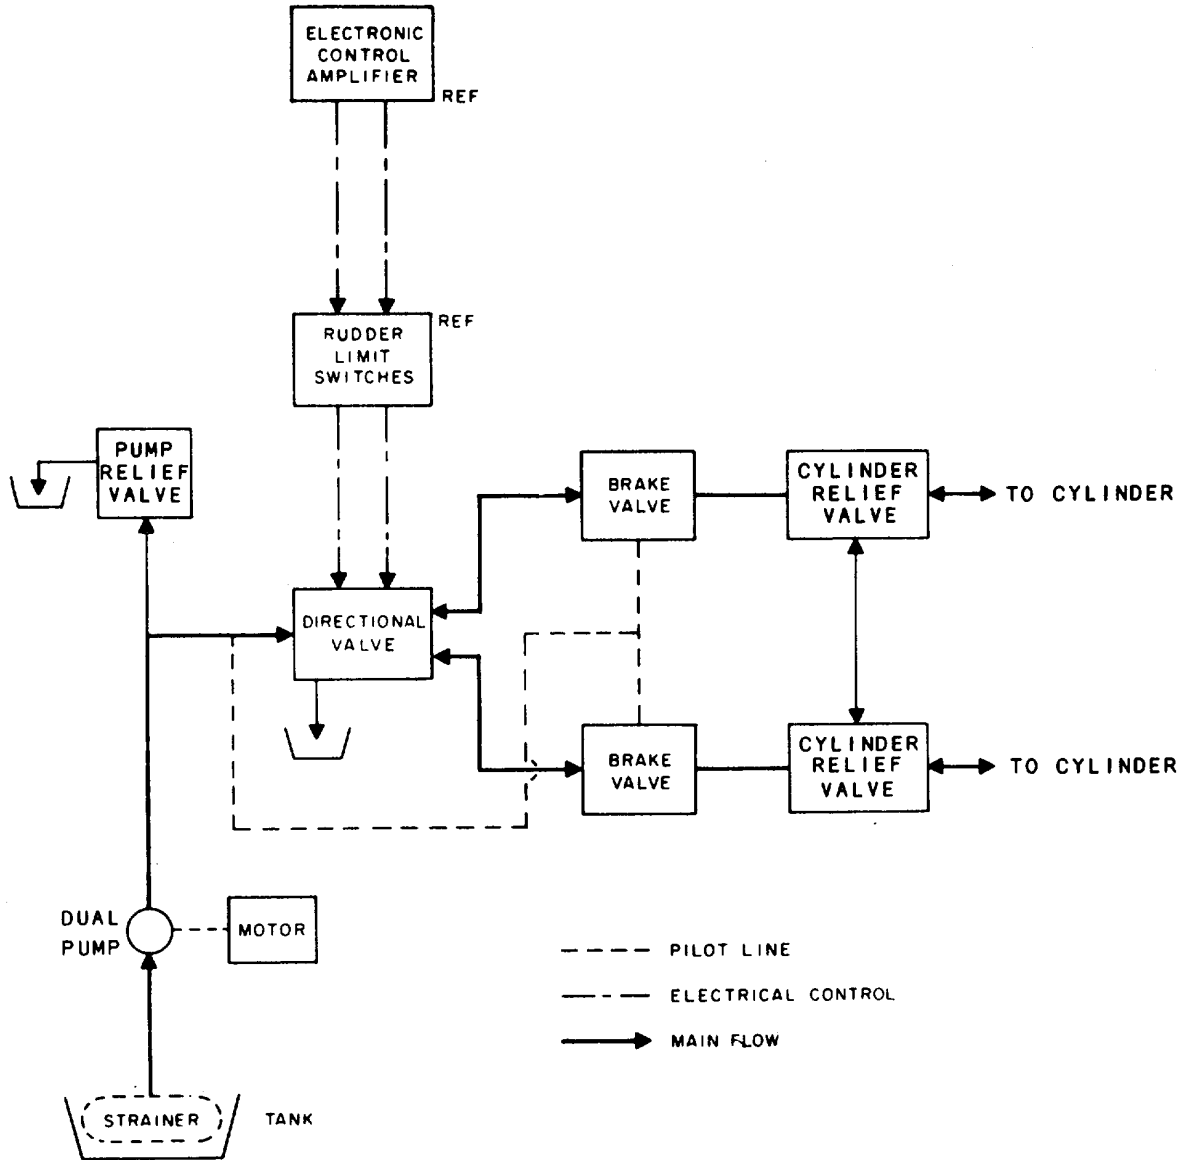 ELECTRONIC
CONTROL
AMPLIFIER
REF
REF
RUDDER
LIMIT
SWITCHES
PUMP
RELIEF
VALVE
BRAKE
VALVE
CYLINDER
RELIEF
VALVE
TO CYLINDER
DIRECTIONAL
VALVE
BRAKE
VALVE
CYLINDER
RELIEF
VALVE
TO CYLINDER
DUAL
PUMP
MOTOR
PILOT LINE
ELECTRICAL CONTROL
MAIN FLOW
STRAINER
TANK